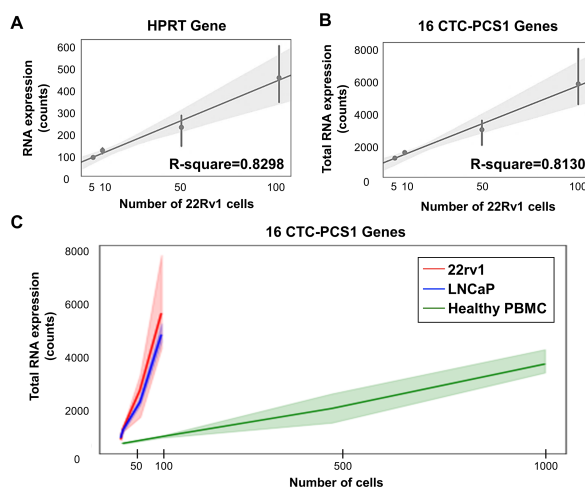 A
HPRT Gene
RNA expression
(counts)
600
500
400
300
200
100
0
5 10 50 100
R-square=0.8298
Number of 22Rv1 cells
B
16 CTC-PCS1 Genes
Total RNA expression
(counts)
8000
6000
4000
2000
0
5 10 50 100
R-square=0.8130
Number of 22Rv1 cells
C
16 CTC-PCS1 Genes
Total RNA expression
(counts)
8000
6000
4000
2000
0
22rv1
LNCaP
Healthy PBMC
50 100 500 1000
Number of cells